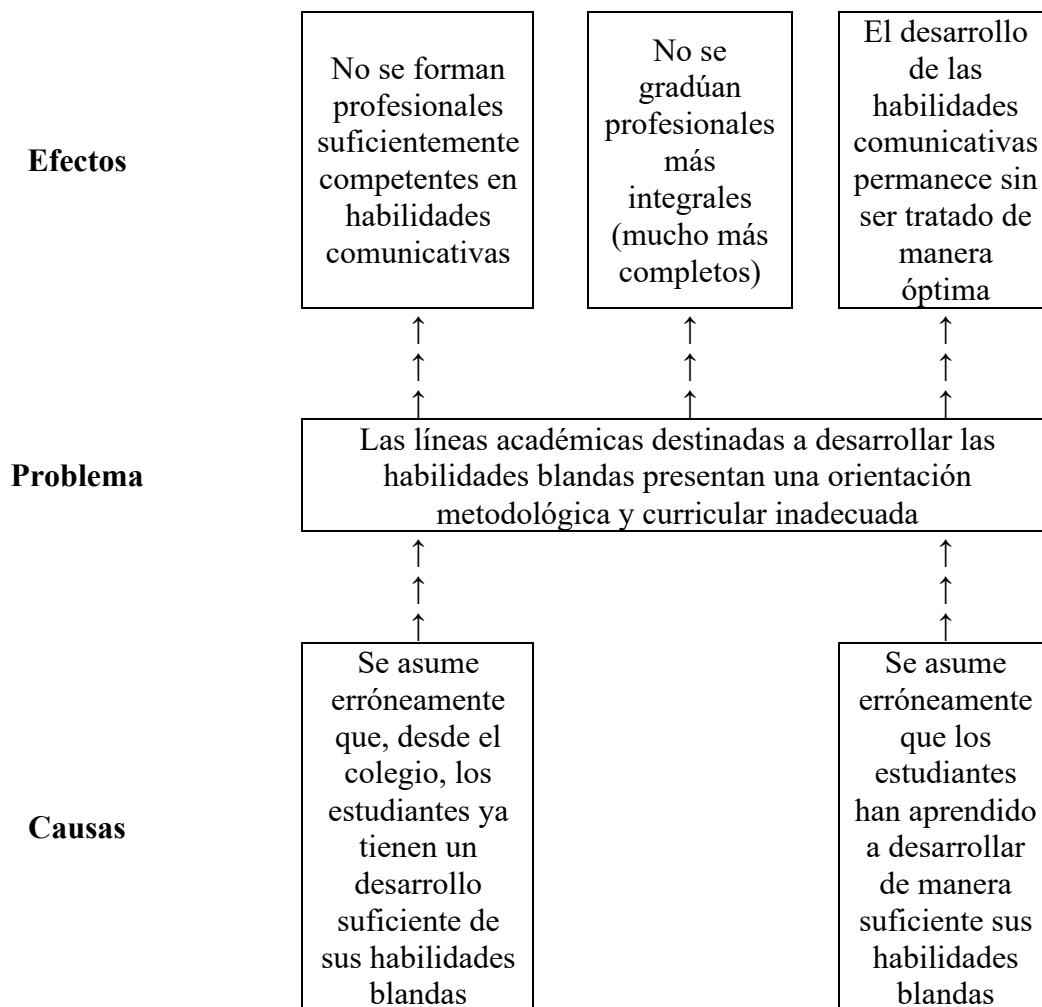 Efectos
No se forman
profesionales
suficientemente
competentes en
habilidades
comunicativas
No se
gradúan
profesionales
más
integrales
(mucho más
completos)
El desarrollo
de las
habilidades
comunicativas
permanece sin
ser tratado de
manera
óptima
Problema
Las líneas académicas destinadas a desarrollar las
habilidades blandas presentan una orientación
metodológica y curricular inadecuada
Causas
Se asume
erróneamente
que, desde el
colegio, los
estudiantes ya
tienen un
desarrollo
suficiente de
sus habilidades
blandas
Se asume
erróneamente
que los
estudiantes
han aprendido
a desarrollar
de manera
suficiente sus
habilidades
blandas